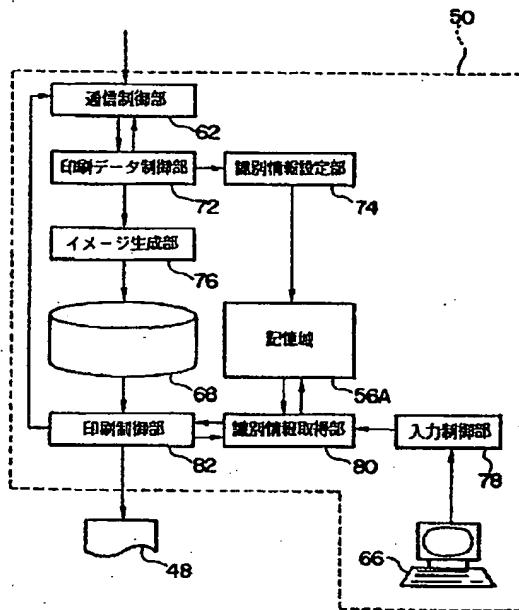 50
通信制御部
62
印刷データ制御部
72
識別情報設定部
74
イメージ生成部
76
記憶域
68
56A
印刷制御部
82
識別情報取得部
80
入力制御部
78
48
66